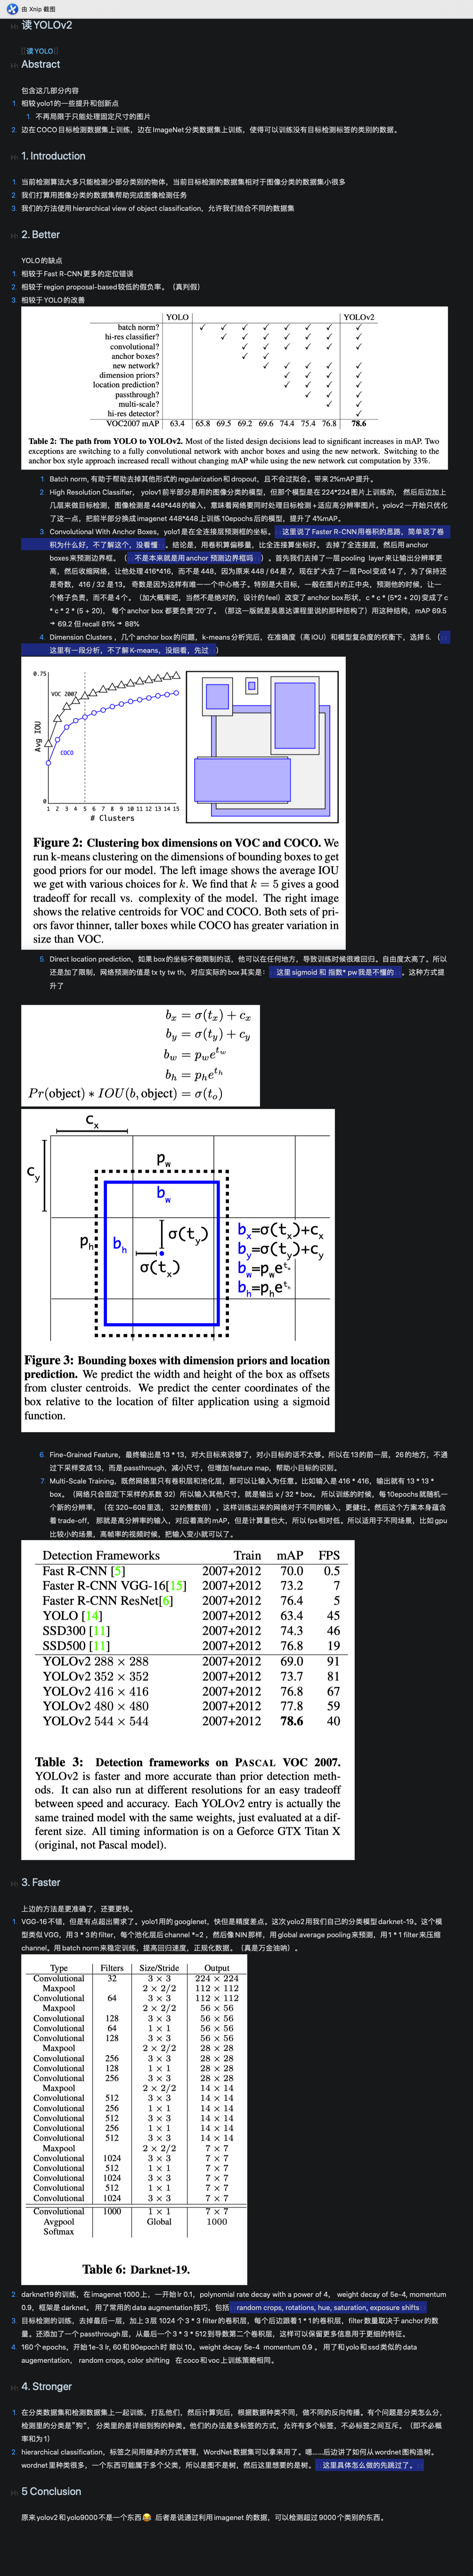 由 Xnip 截图
读YOLOv2
[[读YOLO]]
Abstract
包含这几部分内容
1. 相较yolo1的一些提升和创新点
1. 不再局限于只能处理固定尺寸的图片
2. 边在COCO目标检测数据集上训练，边在ImageNet分类数据集上训练，使得可以训练没有目标检测标签的类别的数据。
1. Introduction
1. 当前检测算法大多只能检测少部分类别的物体，当前目标检测的数据集相对于图像分类的数据集小很多
2. 我们打算用图像分类的数据集帮助完成图像检测任务
3. 我们的方法使用hierarchical view of object classification，允许我们结合不同的数据集
2. Better
YOLO的缺点
1. 相较于Fast R-CNN更多的定位错误
2. 相较于region proposal-based较低的假负率。（真判假）
3. 相较于YOLO的改善
YOLO YOLOv2
batch norm? ✓ ✓ ✓ ✓ ✓ ✓ ✓ ✓
hi-res classifier? ✓ ✓ ✓ ✓ ✓ ✓ ✓
convolutional? ✓ ✓ ✓ ✓ ✓ ✓
anchor boxes? ✓ ✓
new network? ✓ ✓ ✓ ✓ ✓
dimension priors? ✓ ✓ ✓ ✓
location prediction? ✓ ✓ ✓ ✓
passthrough? ✓ ✓ ✓
multi-scale? ✓ ✓
hi-res detector? ✓
VOC2007 mAP 63.4 65.8 69.5 69.2 69.6 74.4 75.4 76.8 78.6
Table 2: The path from YOLO to YOLOv2. Most of the listed design decisions lead to significant increases in mAP. Two
exceptions are switching to a fully convolutional network with anchor boxes and using the new network. Switching to the
anchor box style approach increased recall without changing mAP while using the new network cut computation by 33%.
1. Batch norm, 有助于帮助去掉其他形式的regularization和dropout，且不会过拟合。带来2%mAP提升。
2. High Resolution Classifier， yolov1前半部分是用的图像分类的模型，但那个模型是在 224*224图片上训练的， 然后后边加上
几层来做目标检测，图像检测是448*448的输入，意味着网络要同时处理目标检测+适应高分辨率图片。yolov2一开始只优化
了这一点，把前半部分换成imagenet 448*448上训练10epochs后的模型，提升了4%mAP。
3. Convolutional With Anchor Boxes，yolo1是在全连接层预测框的坐标。 这里说了Faster R-CNN用卷积的思路，简单说了卷
积为什么好，不了解这个，没看懂 。结论是，用卷积算偏移量，比全连接算坐标好。 去掉了全连接层，然后用anchor
boxes来预测边界框。（ 不是本来就是用anchor 预测边界框吗 ）。首先我们去掉了一层pooling layer来让输出分辨率更
高，然后收缩网络，让他处理416*416，而不是 448，因为原来448 / 64是7，现在扩大去了一层Pool变成14了，为了保持还
是奇数，416 / 32 是 13。 奇数是因为这样有唯一一个中心格子。特别是大目标，一般在图片的正中央，预测他的时候，让一
个格子负责，而不是4个。（加大概率吧，当然不是绝对的，设计的feel）改变了anchor box形状，c * c * (5*2 + 20) 变成了c
* c * 2 * (5 + 20)， 每个anchor box 都要负责‘20’了。（那这一版就是吴恩达课程里说的那种结构了）用这种结构，mAP 69.5
→ 69.2 但recall 81% → 88%
4. Dimension Clusters ，几个anchor box的问题，k-means分析完后，在准确度（高IOU）和模型复杂度的权衡下，选择5.（
这里有一段分析，不了解K-means，没细看，先过 ）
0.75
VOC 2007
Avg IOU
COCO
0
1 2 3 4 5 6 7 8 9 10 11 12 13 14 15
# Clusters
Figure 2: Clustering box dimensions on VOC and COCO. We
run k-means clustering on the dimensions of bounding boxes to get
good priors for our model. The left image shows the average IOU
we get with various choices for k. We find that k = 5 gives a good
tradeoff for recall vs. complexity of the model. The right image
shows the relative centroids for VOC and COCO. Both sets of pri-
ors favor thinner, taller boxes while COCO has greater variation in
size than VOC.
5. Direct location prediction，如果box的坐标不做限制的话，他可以在任何地方，导致训练时候很难回归。自由度太高了。所以
还是加了限制，网络预测的值是tx ty tw th，对应实际的box其实是： 这里sigmoid 和 指数* pw我是不懂的 。这种方式提
升了
bx = σ(tx) + cx
by = σ(ty) + cy
bw = pwe^tw
bh = phe^th
Pr(object) * IOU(b, object) = σ(to)
cx
cy
pw
bw
ph
bh
σ(ty)
σ(tx)
bx=σ(tx)+cx
by=σ(ty)+cy
bw=pwe^tw
bh=phe^th
Figure 3: Bounding boxes with dimension priors and location
prediction. We predict the width and height of the box as offsets
from cluster centroids. We predict the center coordinates of the
box relative to the location of filter application using a sigmoid
function.
6. Fine-Grained Feature，最终输出是13 * 13，对大目标来说够了，对小目标的话不太够。所以在13的前一层，26的地方，不通
过下采样变成13，而是passthrough，减小尺寸，但增加feature map，帮助小目标的识别。
7. Multi-Scale Training，既然网络里只有卷积层和池化层，那可以让输入为任意。比如输入是416 * 416，输出就有 13 * 13 *
box。（网络只会固定下采样的系数 32）所以输入其他尺寸，就是输出 x / 32 * box。 所以训练的时候，每10epochs就随机一
个新的分辨率，（在320~608里选， 32的整数倍）。这样训练出来的网络对于不同的输入，更健壮。然后这个方案本身蕴含
着trade-off， 那就是高分辨率的输入，对应着高的mAP，但是计算量也大，所以fps相对低。所以适用于不同场景，比如gpu
比较小的场景，高帧率的视频时候，把输入变小就可以了。
Detection Frameworks Train mAP FPS
Fast R-CNN [5] 2007+2012 70.0 0.5
Faster R-CNN VGG-16[15] 2007+2012 73.2 7
Faster R-CNN ResNet[6] 2007+2012 76.4 5
YOLO [14] 2007+2012 63.4 45
SSD300 [11] 2007+2012 74.3 46
SSD500 [11] 2007+2012 76.8 19
YOLOv2 288 × 288 2007+2012 69.0 91
YOLOv2 352 × 352 2007+2012 73.7 81
YOLOv2 416 × 416 2007+2012 76.8 67
YOLOv2 480 × 480 2007+2012 77.8 59
YOLOv2 544 × 544 2007+2012 78.6 40
Table 3: Detection frameworks on PASCAL VOC 2007.
YOLOv2 is faster and more accurate than prior detection meth-
ods. It can also run at different resolutions for an easy tradeoff
between speed and accuracy. Each YOLOv2 entry is actually the
same trained model with the same weights, just evaluated at a dif-
ferent size. All timing information is on a Geforce GTX Titan X
(original, not Pascal model).
3. Faster
上边的方法是更准确了，还要更快。
1. VGG-16不错，但是有点超出需求了。yolo1用的googlenet，快但是精度差点。这次yolo2用我们自己的分类模型darknet-19。这个模
型类似VGG，用3 * 3的filter，每个池化层后channel *=2 ，然后像NIN那样，用global average pooling来预测，用1 * 1 filter来压缩
channel。用batch norm来稳定训练，提高回归速度，正规化数据。（真是万金油呐）。
Type Filters Size/Stride Output
Convolutional 32 3 × 3 224 × 224
Maxpool 2 × 2/2 112 × 112
Convolutional 64 3 × 3 112 × 112
Maxpool 2 × 2/2 56 × 56
Convolutional 128 3 × 3 56 × 56
Convolutional 64 1 × 1 56 × 56
Convolutional 128 3 × 3 56 × 56
Maxpool 2 × 2/2 28 × 28
Convolutional 256 3 × 3 28 × 28
Convolutional 128 1 × 1 28 × 28
Convolutional 256 3 × 3 28 × 28
Maxpool 2 × 2/2 14 × 14
Convolutional 512 3 × 3 14 × 14
Convolutional 256 1 × 1 14 × 14
Convolutional 512 3 × 3 14 × 14
Convolutional 256 1 × 1 14 × 14
Convolutional 512 3 × 3 14 × 14
Maxpool 2 × 2/2 7 × 7
Convolutional 1024 3 × 3 7 × 7
Convolutional 512 1 × 1 7 × 7
Convolutional 1024 3 × 3 7 × 7
Convolutional 512 1 × 1 7 × 7
Convolutional 1024 3 × 3 7 × 7
Convolutional 1000 1 × 1 7 × 7
Avgpool Global 1000
Softmax
Table 6: Darknet-19.
2. darknet19的训练，在imagenet 1000上，一开始lr 0.1，polynomial rate decay with a power of 4， weight decay of 5e-4, momentum
0.9，框架是darknet。 用了常用的data augmentation技巧，包括 random crops, rotations, hue, saturation, exposure shifts
3. 目标检测的训练，去掉最后一层，加上3层 1024 个3 * 3 filter的卷积层，每个后边跟着1 * 1的卷积层， filter数量取决于anchor的数
量。还添加了一个passthrough层，从最后一个3 * 3 * 512到导数第二个卷积层，这样可以保留更多信息用于更细的特征。
4. 160个epochs，开始1e-3 lr, 60和90epoch时 除以10。weight decay 5e-4 momentum 0.9 。 用了和yolo和ssd类似的data
augementation， random crops, color shifting 在coco和voc上训练策略相同。
4. Stronger
1. 在分类数据集和检测数据集上一起训练，打乱他们，然后计算完后，根据数据种类不同，做不同的反向传播。有个问题是分类怎么分，
检测里的分类是“狗”， 分类里的是详细到狗的种类。他们的办法是多标签的方式，允许有多个标签，不必标签之间互斥。（即不必概
率和为1）
2. hierarchical classification，标签之间用继承的方式管理，WordNet数据集可以拿来用了。嗯......后边讲了如何从wordnet图构造树。
wordnet里种类很多，一个东西可能属于多个父类，所以是图不是树，然后这里想要的是树。 这里具体怎么做的先跳过了。
5 Conclusion
原来yolov2和yolo9000不是一个东西😂 后者是说通过利用imagenet 的数据，可以检测超过9000个类别的东西。